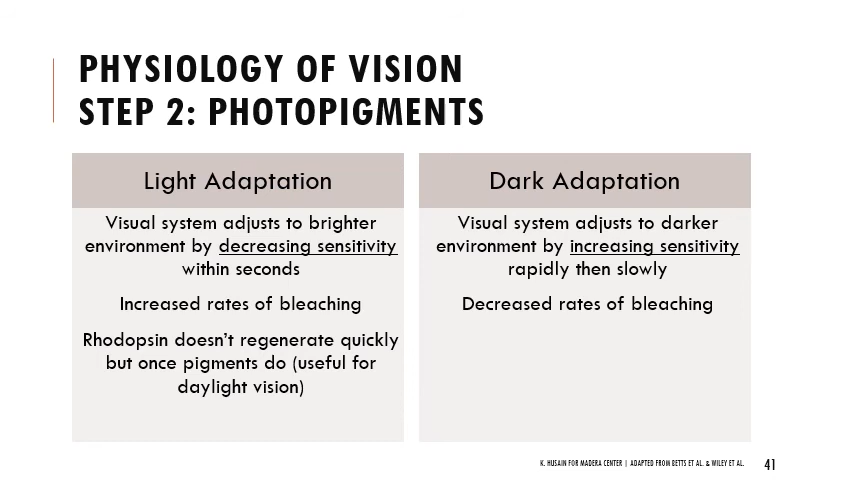 PHYSIOLOGY OF VISION
STEP 2: PHOTOPIGMENTS
Light Adaptation
Visual system adjusts to brighter
environment by decreasing sensitivity
within seconds
Increased rates of bleaching
Rhodopsin doesn't regenerate quickly
but once pigments do (useful for
daylight vision)
Dark Adaptation
Visual system adjusts to darker
environment by increasing sensitivity
rapidly then slowly
Decreased rates of bleaching
K. HUSAIN FOR MADERA CENTER | ADAPTED FROM BETTS ET AL. & WILEY ET AL.
41